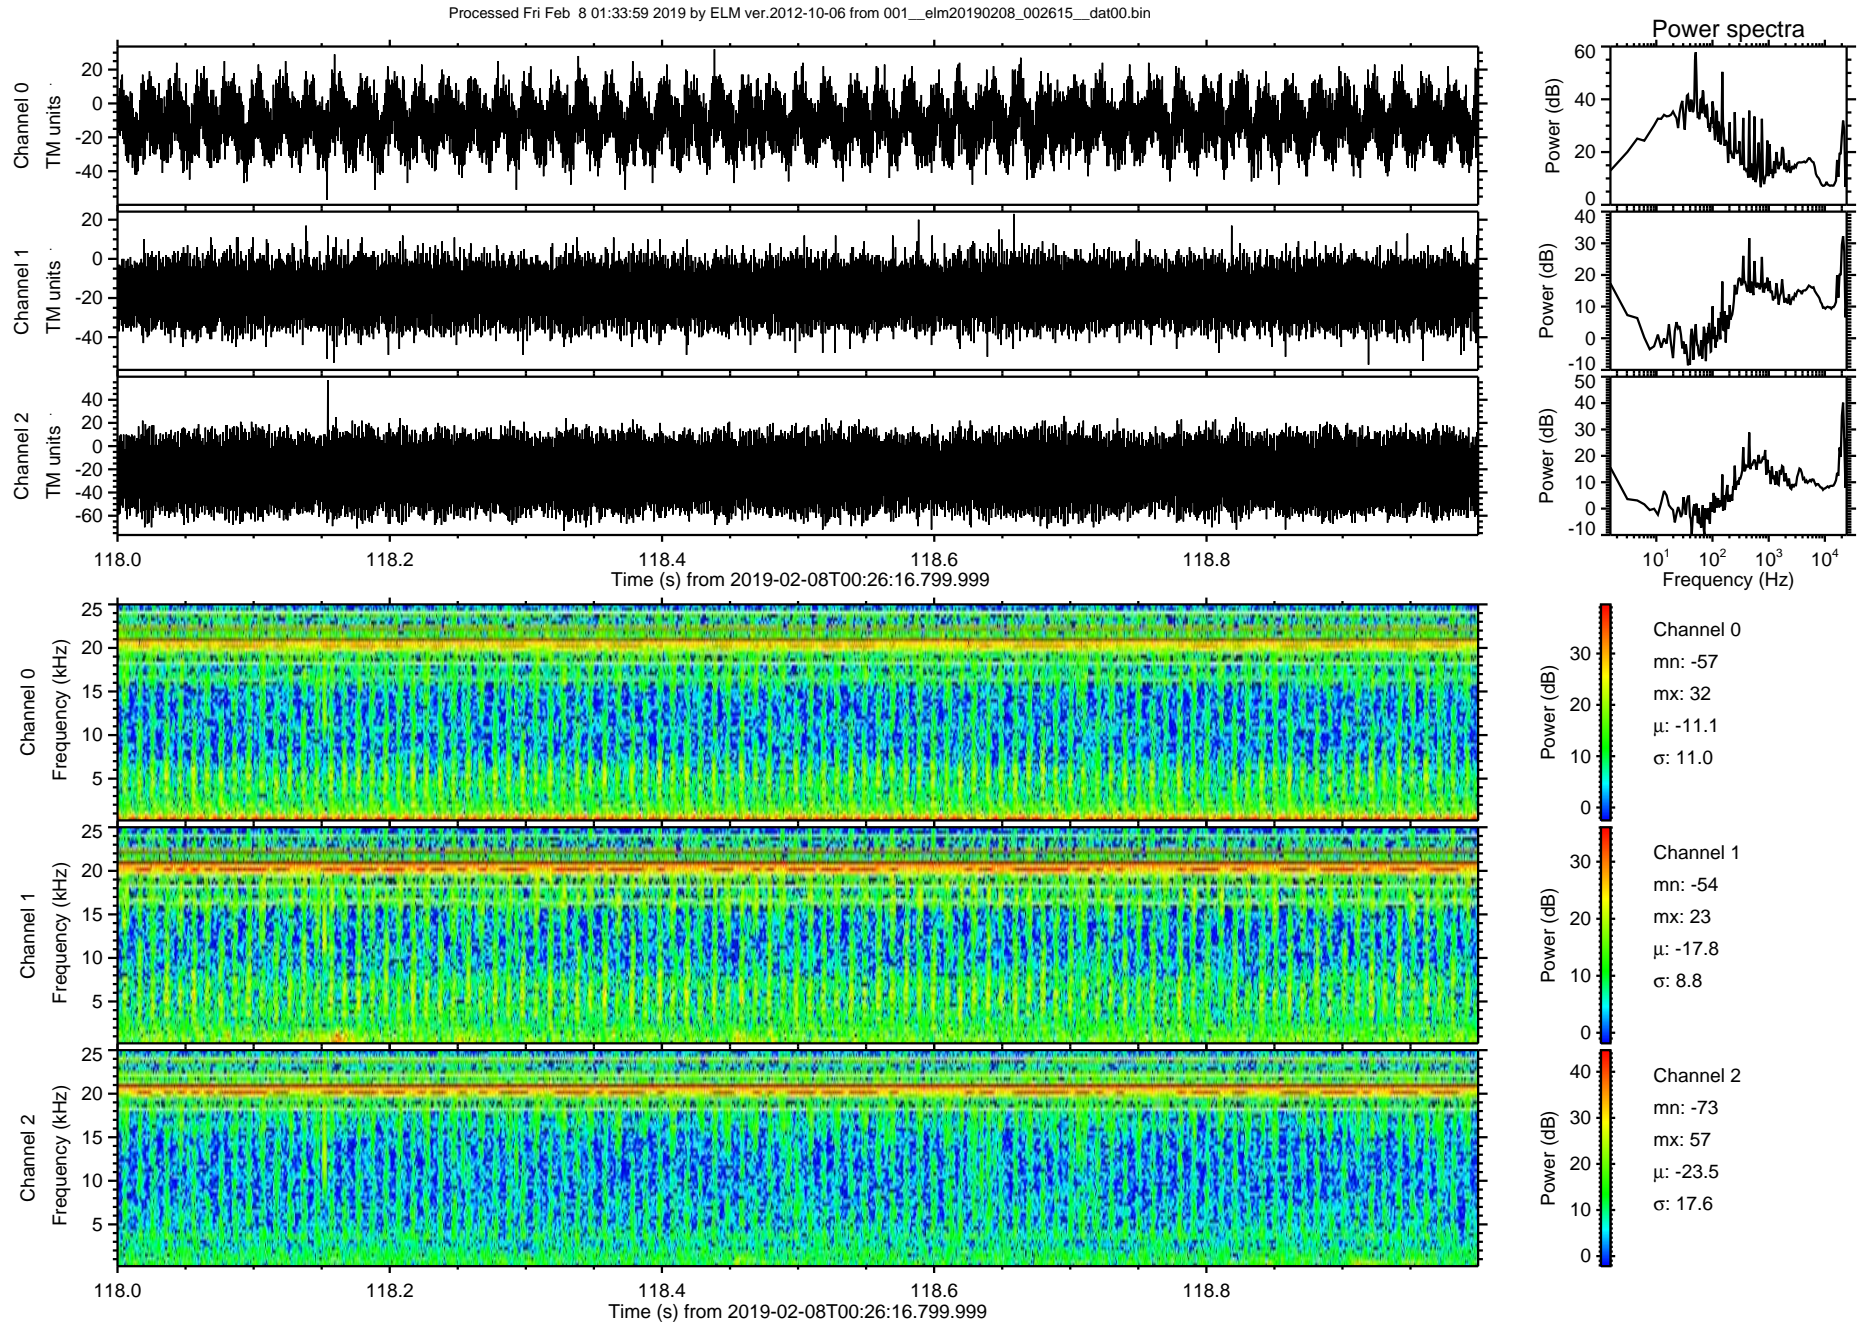 Processed Fri Feb  8 01:33:59 2019 by ELM ver.2012-10-06 from 001__elm20190208_002615__dat00.bin
Power spectra
Channel 0
TM units
20
0
-20
-40
Power (dB)
60
40
20
0
Channel 1
TM units
20
0
-20
-40
Power (dB)
40
30
20
10
0
-10
Channel 2
TM units
40
20
0
-20
-40
-60
Power (dB)
50
40
30
20
10
0
-10
118.0 118.2 118.4 118.6 118.8
Time (s) from 2019-02-08T00:26:16.799.999
10^1 10^2 10^3 10^4
Frequency (Hz)
Channel 0
Frequency (kHz)
25
20
15
10
5
Power (dB)
30
20
10
0
Channel 0
mn: -57
mx: 32
µ: -11.1
σ: 11.0
Channel 1
Frequency (kHz)
25
20
15
10
5
Power (dB)
30
20
10
0
Channel 1
mn: -54
mx: 23
µ: -17.8
σ: 8.8
Channel 2
Frequency (kHz)
25
20
15
10
5
Power (dB)
40
30
20
10
0
Channel 2
mn: -73
mx: 57
µ: -23.5
σ: 17.6
118.0 118.2 118.4 118.6 118.8
Time (s) from 2019-02-08T00:26:16.799.999